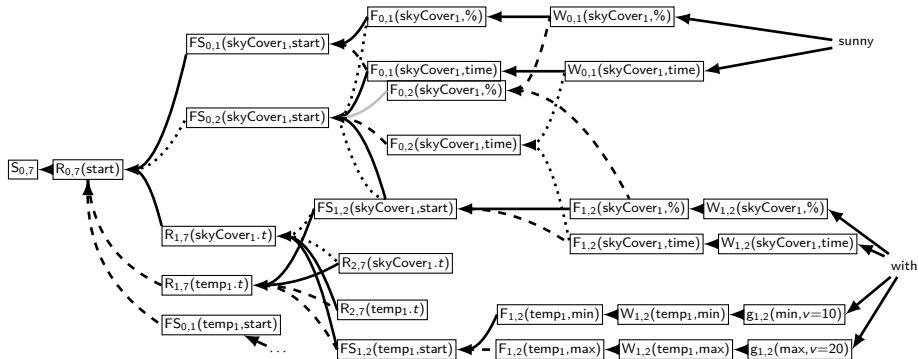 F₀,₁(skyCover₁,%) W₀,₁(skyCover₁,%)
FS₀,₁(skyCover₁,start) sunny
F₀,₁(skyCover₁,time) W₀,₁(skyCover₁,time)
F₀,₂(skyCover₁,%)
FS₀,₂(skyCover₁,start)
F₀,₂(skyCover₁,time)
S₀,₇ R₀,₇(start)
FS₁,₂(skyCover₁,start) F₁,₂(skyCover₁,%) W₁,₂(skyCover₁,%)
R₁,₇(skyCover₁.t) F₁,₂(skyCover₁,time) W₁,₂(skyCover₁,time)
R₂,₇(skyCover₁.t) with
R₁,₇(temp₁.t)
R₂,₇(temp₁.t) F₁,₂(temp₁,min) W₁,₂(temp₁,min) g₁,₂(min,v=10)
FS₀,₁(temp₁,start)
... FS₁,₂(temp₁,start) F₁,₂(temp₁,max) W₁,₂(temp₁,max) g₁,₂(max,v=20)